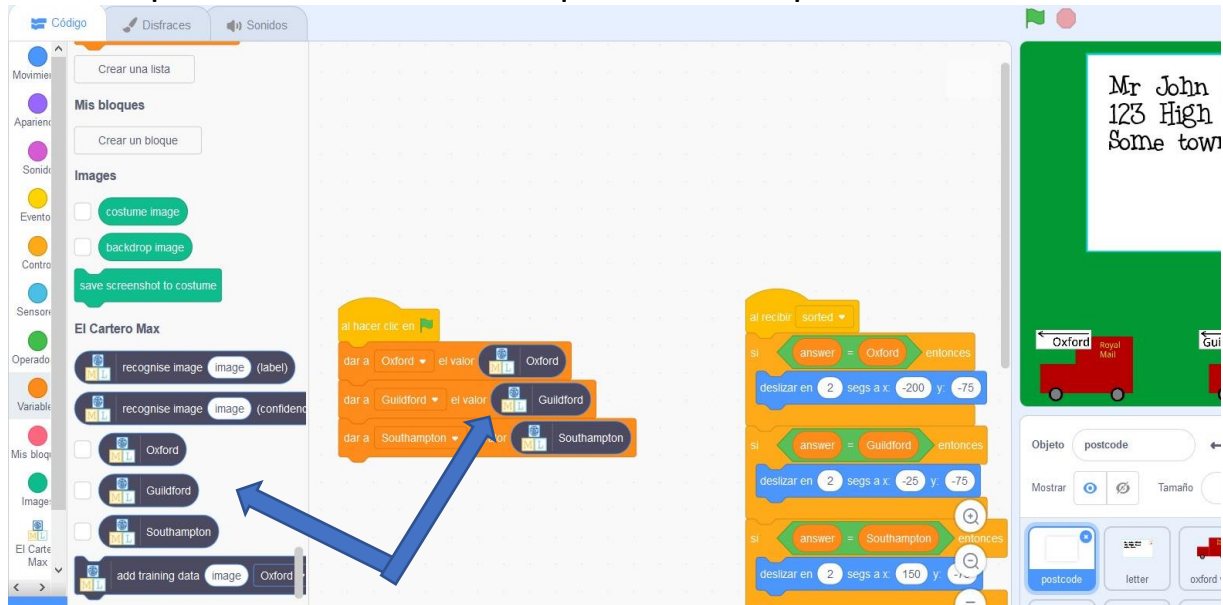 Código
Disfraces
Sonidos
Movimie
Aparienc
Sonido
Evento
Contro
Sensore
Operado
Variable
Mis bloqu
Image
El Carte
Max
Crear una lista
Mis bloques
Crear un bloque
Images
costume image
backdrop image
save screenshot to costume
El Cartero Max
recognise image image (label)
recognise image image (confidenc
Oxford
Guildford
Southampton
add training data image Oxford
al hacer clic en
dar a Oxford el valor Oxford
dar a Guildford el valor Guildford
dar a Southampton or Southampton
al recibir sorted
si answer = Oxford entonces
deslizar en 2 segs a x: -200 y: -75
si answer = Guildford entonces
deslizar en 2 segs a x: -25 y: -75
si answer = Southampton entonces
deslizar en 2 segs a x: 150 y:
Mr John
123 High
Some town
Oxford
Royal
Mail
Gui
Objeto postcode
Mostrar Tamaño
postcode
letter
oxford v